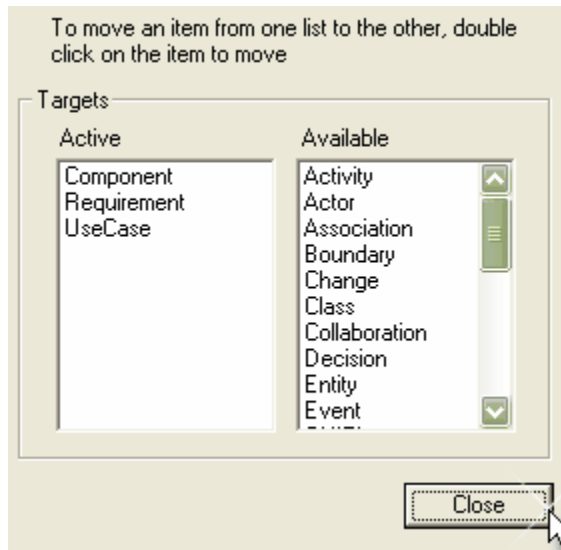 To move an item from one list to the other, double
click on the item to move
Targets
Active
Available
Component
Requirement
UseCase
Activity
Actor
Association
Boundary
Change
Class
Collaboration
Decision
Entity
Event
Close